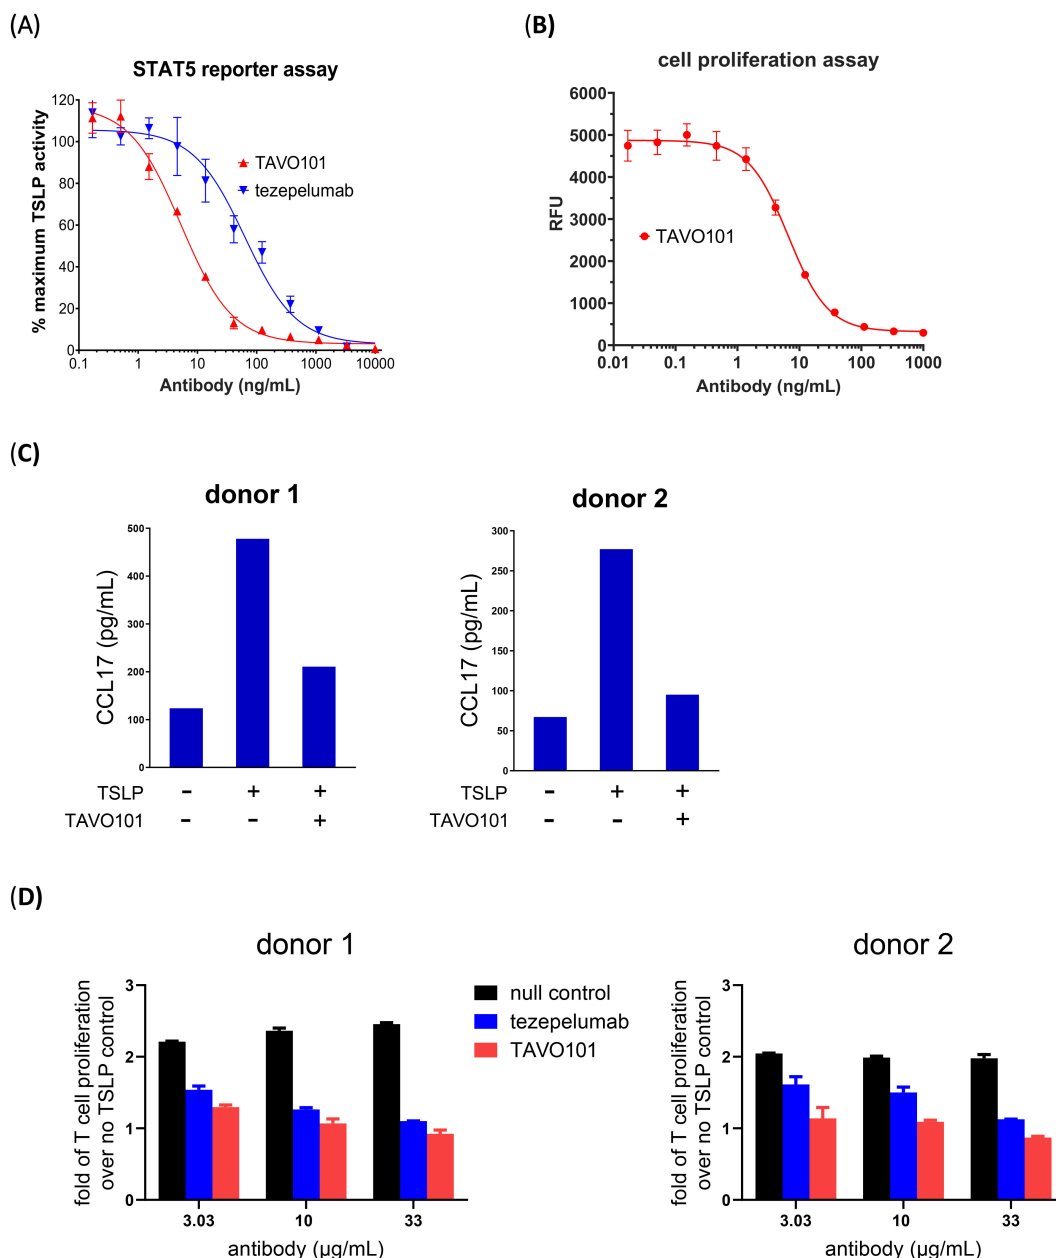 (A)
STAT5 reporter assay
% maximum TSLP activity
120
100
80
60
40
20
0
0.1 1 10 100 1000 10000
Antibody (ng/mL)
TAVO101
tezepelumab
(B)
cell proliferation assay
RFU
6000
5000
4000
3000
2000
1000
0
0.01 0.1 1 10 100 1000
Antibody (ng/mL)
TAVO101
(C)
donor 1
CCL17 (pg/mL)
500
400
300
200
100
0
TSLP - + +
TAVO101 - - +
donor 2
CCL17 (pg/mL)
300
250
200
150
100
50
0
TSLP - + +
TAVO101 - - +
(D)
donor 1
fold of T cell proliferation
over no TSLP control
3
2
1
0
3.03 10 33
antibody (µg/mL)
null control
tezepelumab
TAVO101
donor 2
fold of T cell proliferation
over no TSLP control
3
2
1
0
3.03 10 33
antibody (µg/mL)